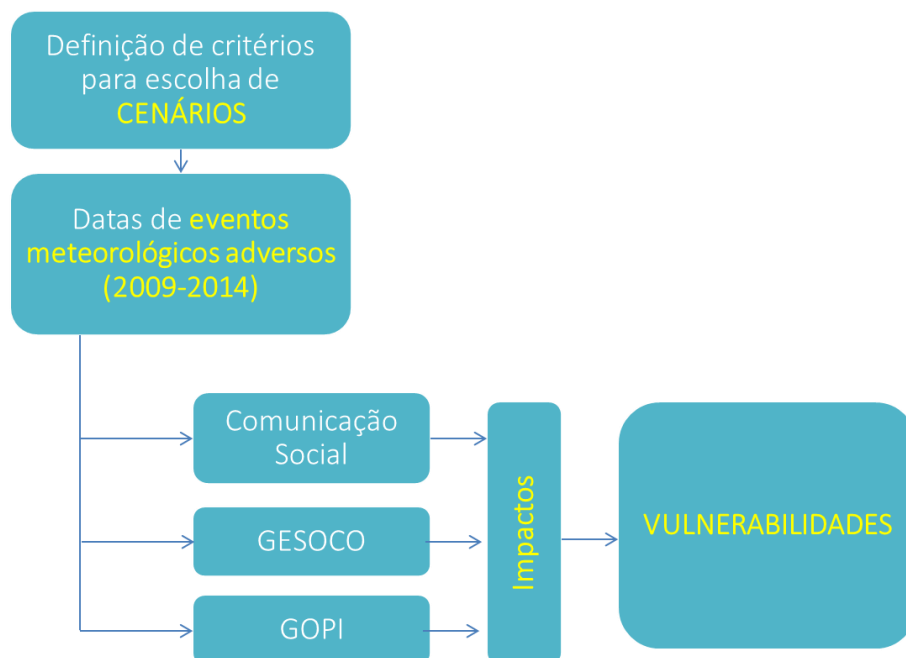 Definição de critérios
para escolha de
CENÁRIOS
Datas de eventos
meteorológicos adversos
(2009-2014)
Comunicação
Social
GESOCO
GOPI
Impactos
VULNERABILIDADES